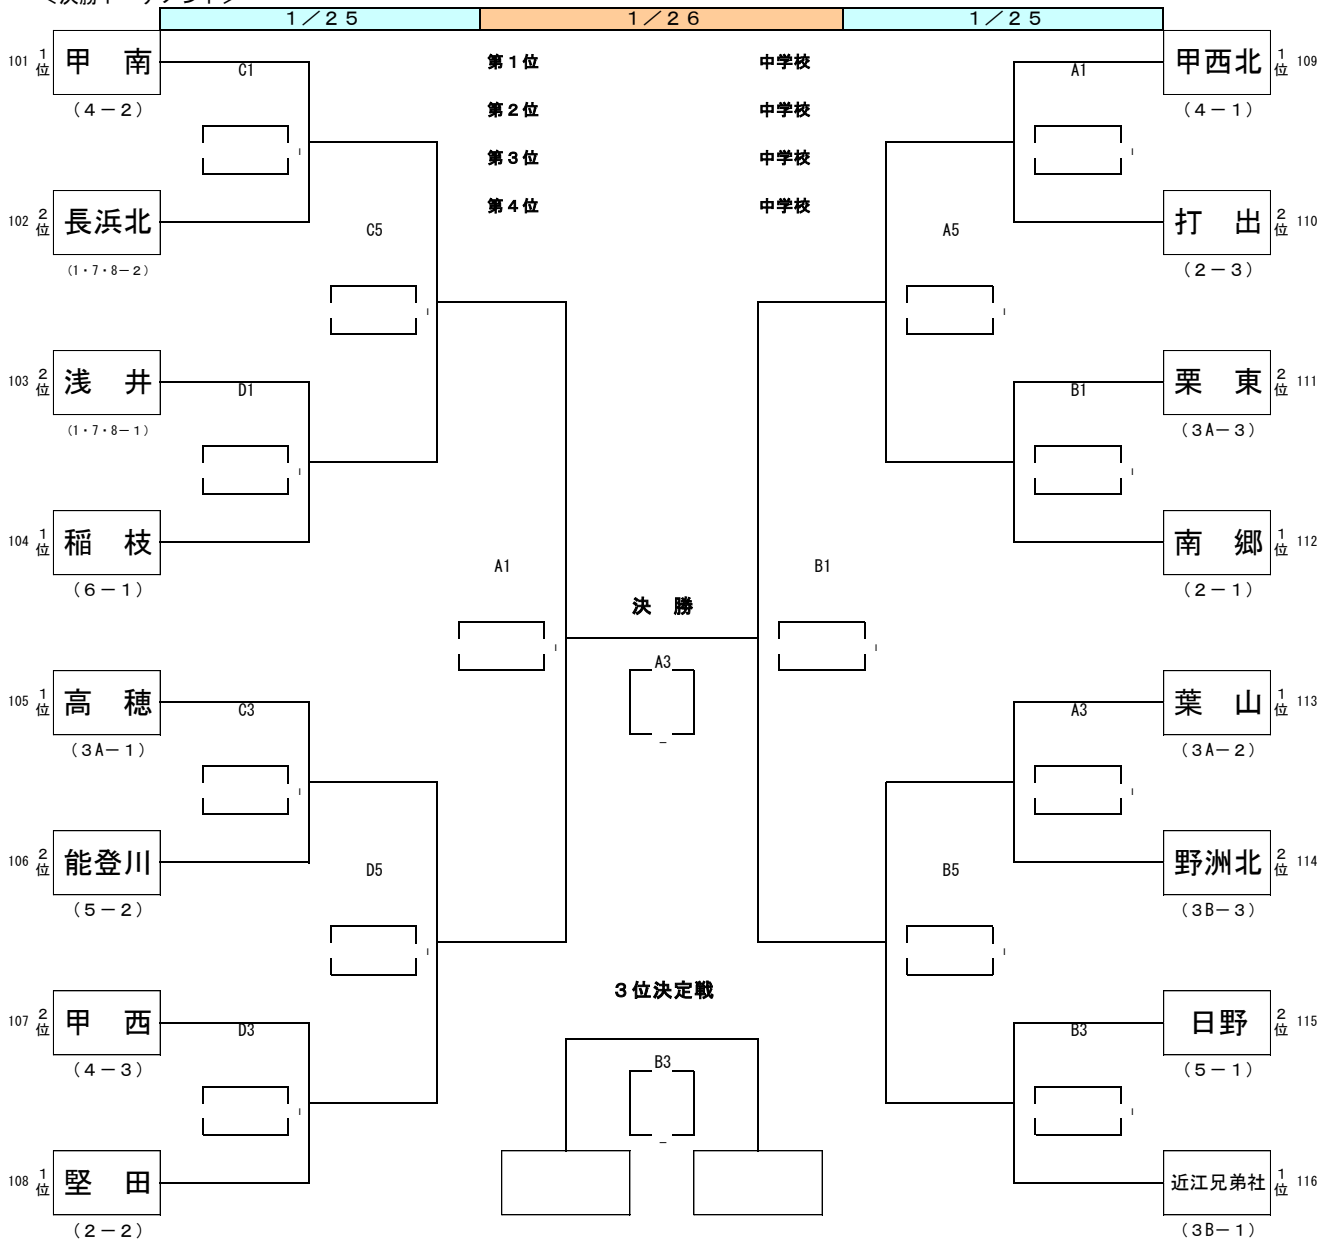 ＜決勝トーナメント＞
１／２５　１／２６　１／２５
101 1位 甲　南 C1
（４－２）
102 2位 長浜北
（1・7・8－2）
C5
103 2位 浅　井 D1
（1・7・8－1）
104 1位 稲　枝
（６－１）
A1
105 1位 高　穂 C3
（３A－１）
106 2位 能登川
（５－２）
D5
107 2位 甲　西 D3
（４－３）
108 1位 堅　田
（２－２）
第１位　中学校
第２位　中学校
第３位　中学校
第４位　中学校
決　勝
A3
－
３位決定戦
B3
－
A1 甲西北 1位 109
（４－１）
打　出 2位 110
（２－３）
A5
B1 栗　東 2位 111
（３A－３）
南　郷 1位 112
（２－１）
B1
A3 葉　山 1位 113
（３A－２）
野洲北 2位 114
（３B－３）
B5
B3 日野 2位 115
（５－１）
近江兄弟社 1位 116
（３B－１）